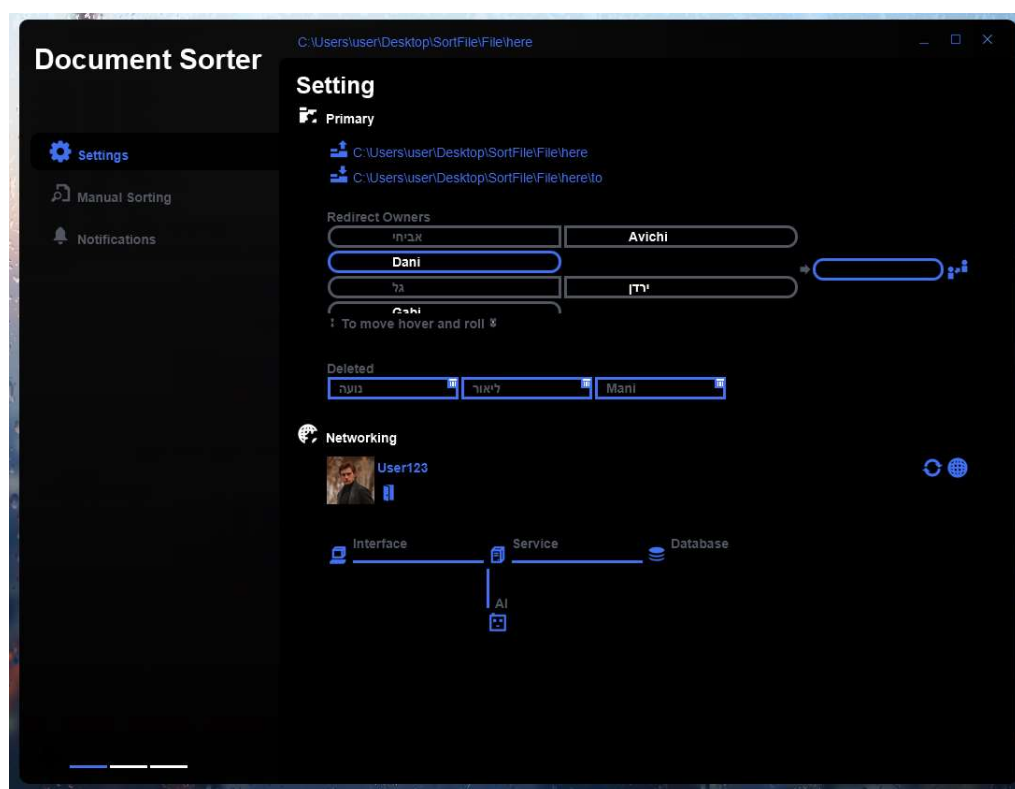 C:\Users\user\Desktop\SortFile\File\here
Document Sorter
Settings
Manual Sorting
Notifications
Setting
Primary
C:\Users\user\Desktop\SortFile\File\here
C:\Users\user\Desktop\SortFile\File\here\to
Redirect Owners
אביחי Avichi
Dani
גל ירדן
Gabi
To move hover and roll
Deleted
נועה ליאור Mani
Networking
User123
Interface Service Database
AI